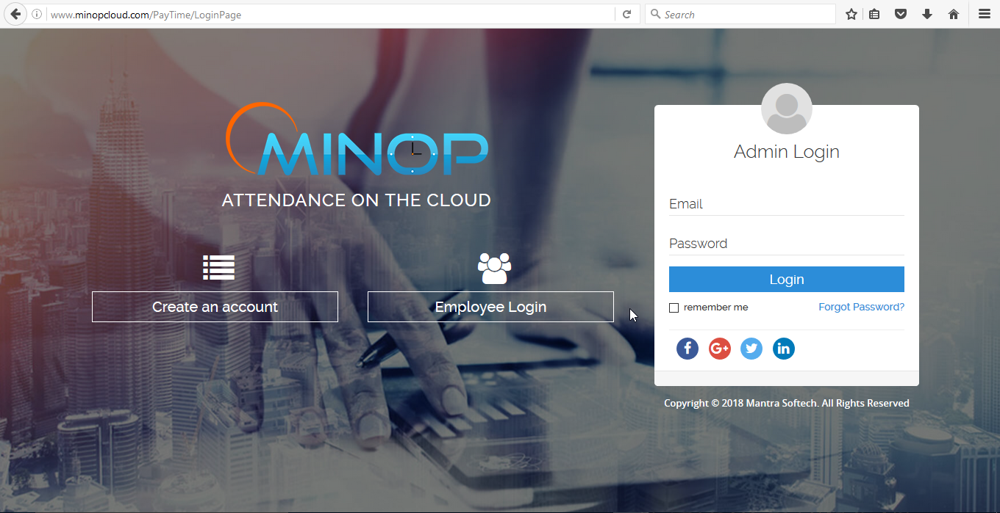 www.minopcloud.com/PayTime/LoginPage
Search
MINOP
ATTENDANCE ON THE CLOUD
Create an account
Employee Login
Admin Login
Email
Password
Login
remember me
Forgot Password?
f
G+
in
Copyright © 2018 Mantra Softech. All Rights Reserved